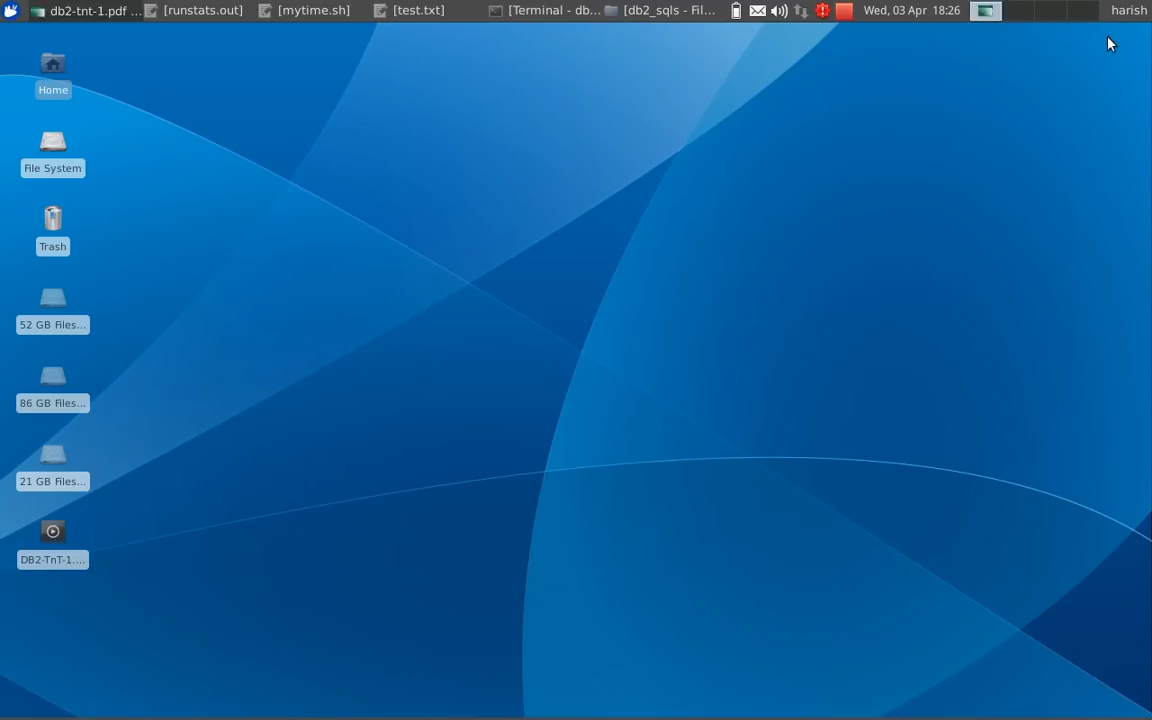 db2-tnt-1.pdf ... [runstats.out] [mytime.sh] [test.txt] [Terminal - db... [db2_sqls - Fil... Wed, 03 Apr 18:26 harish
Home
File System
Trash
52 GB Files...
86 GB Files...
21 GB Files...
DB2-TnT-1....